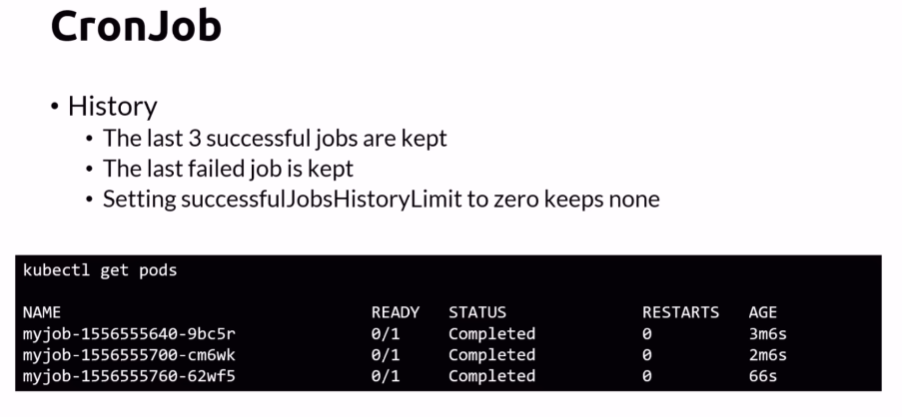 CronJob
• History
• The last 3 successful jobs are kept
• The last failed job is kept
• Setting successfulJobsHistoryLimit to zero keeps none
kubectl get pods
NAME READY STATUS RESTARTS AGE
myjob-1556555640-9bc5r 0/1 Completed 0 3m6s
myjob-1556555700-cm6wk 0/1 Completed 0 2m6s
myjob-1556555760-62wf5 0/1 Completed 0 66s